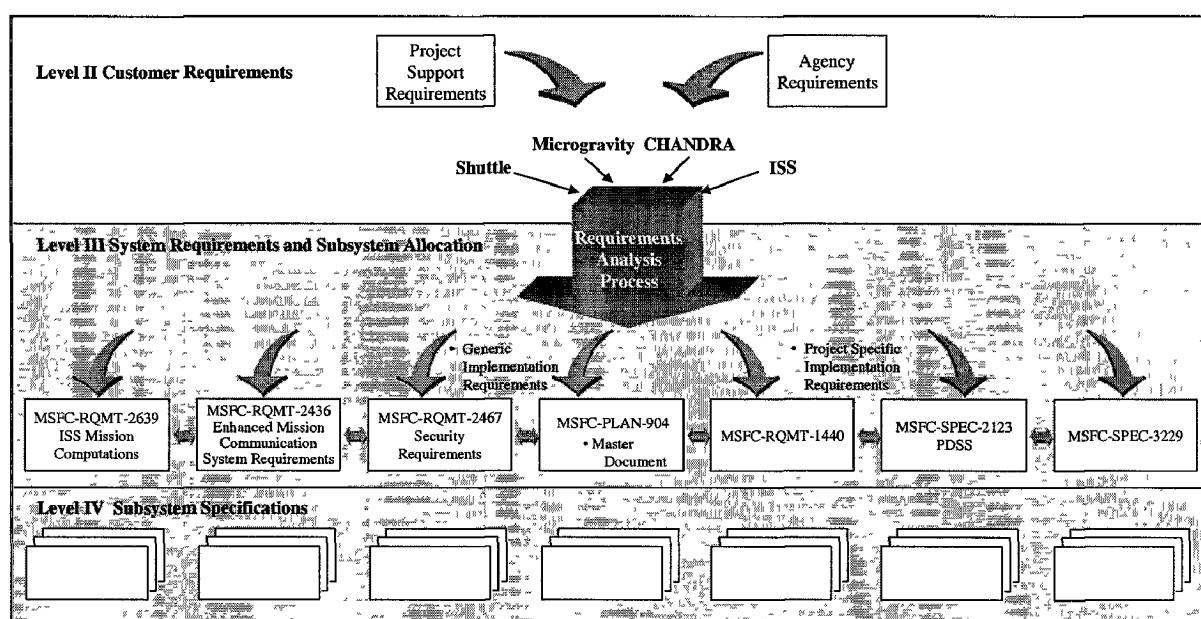 Level II Customer Requirements
Project
Support
Requirements
Agency
Requirements
Microgravity CHANDRA
Shuttle
ISS
Level III System Requirements and Subsystem Allocation
Requirements
Analysis
Process
• Generic
Implementation
Requirements
• Project Specific
Implementation
Requirements
MSFC-RQMT-2639
ISS Mission
Computations
MSFC-RQMT-2436
Enhanced Mission
Communication
System Requirements
MSFC-RQMT-2467
Security
Requirements
MSFC-PLAN-904
• Master
Document
MSFC-RQMT-1440
MSFC-SPEC-2123
PDSS
MSFC-SPEC-3229
Level IV Subsystem Specifications